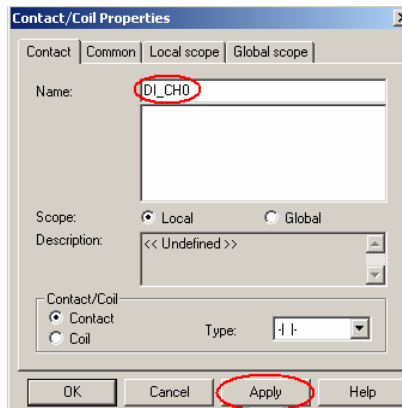 Contact/Coil Properties
Contact Common Local scope Global scope
Name: DI_CH0
Scope: Local Global
Description: << Undefined >>
Contact/Coil
Contact
Coil
Type: -| |-
OK Cancel Apply Help